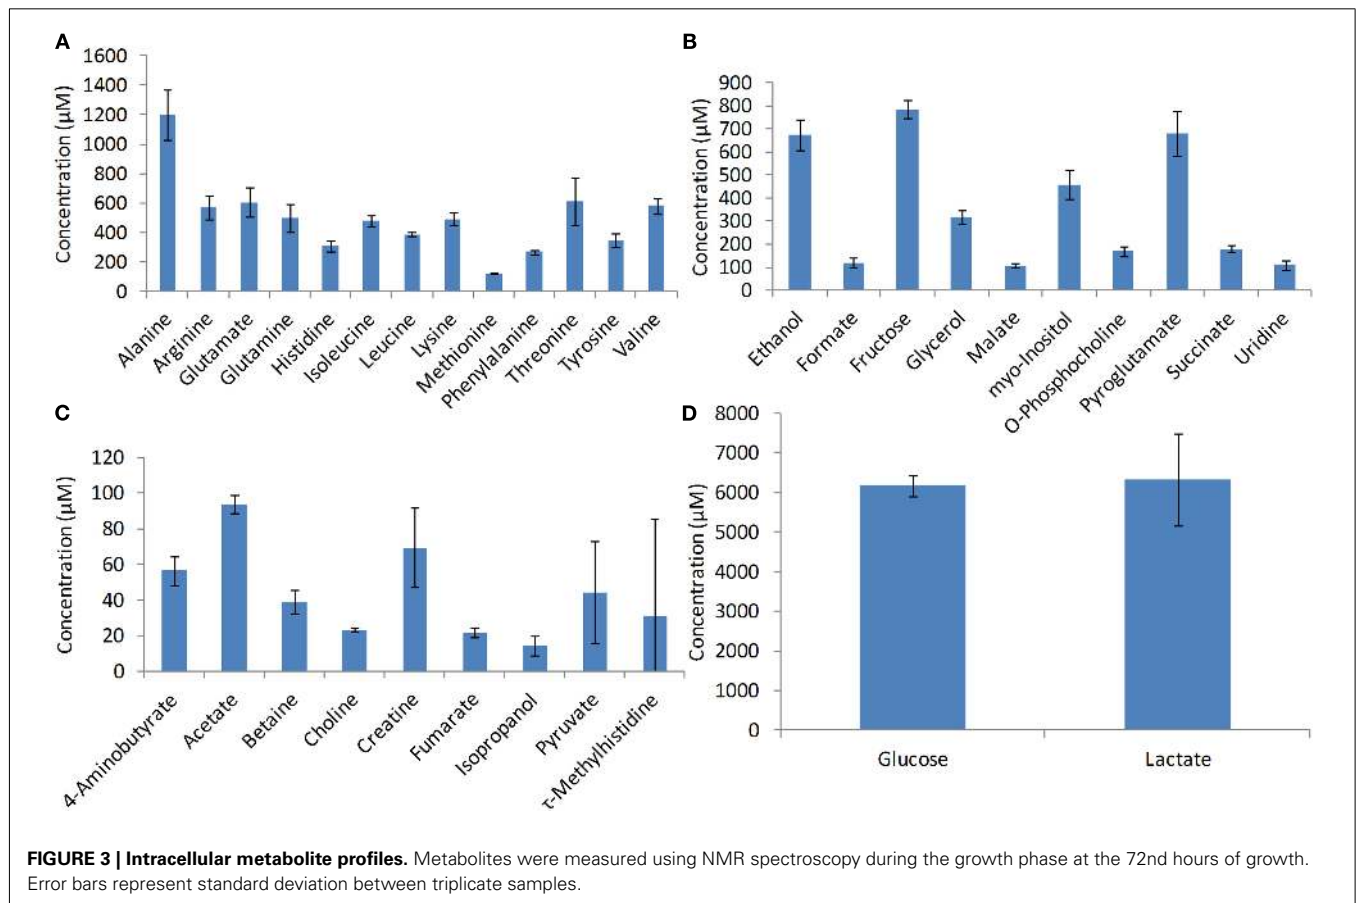 A
1600
1400
1200
1000
800
600
400
200
0
Concentration (µM)
Alanine
Arginine
Glutamate
Glutamine
Histidine
Isoleucine
Leucine
Lysine
Methionine
Phenylalanine
Threonine
Tyrosine
Valine
B
900
800
700
600
500
400
300
200
100
0
Concentration (µM)
Ethanol
Formate
Fructose
Glycerol
Malate
myo-Inositol
O-Phosphocholine
Pyroglutamate
Succinate
Uridine
C
120
100
80
60
40
20
0
Concentration (µM)
4-Aminobutyrate
Acetate
Betaine
Choline
Creatine
Fumarate
Isopropanol
Pyruvate
τ-Methylhistidine
D
8000
7000
6000
5000
4000
3000
2000
1000
0
Concentration (µM)
Glucose
Lactate
FIGURE 3 | Intracellular metabolite profiles. Metabolites were measured using NMR spectroscopy during the growth phase at the 72nd hours of growth.
Error bars represent standard deviation between triplicate samples.